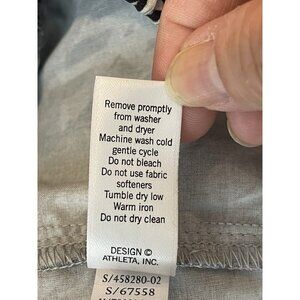 Remove promptly
from washer
and dryer
Machine wash cold
gentle cycle
Do not bleach
Do not use fabric
softeners
Tumble dry low
Warm iron
Do not dry clean
DESIGN ©
ATHLETA, INC.
S/458280-02
S/67558